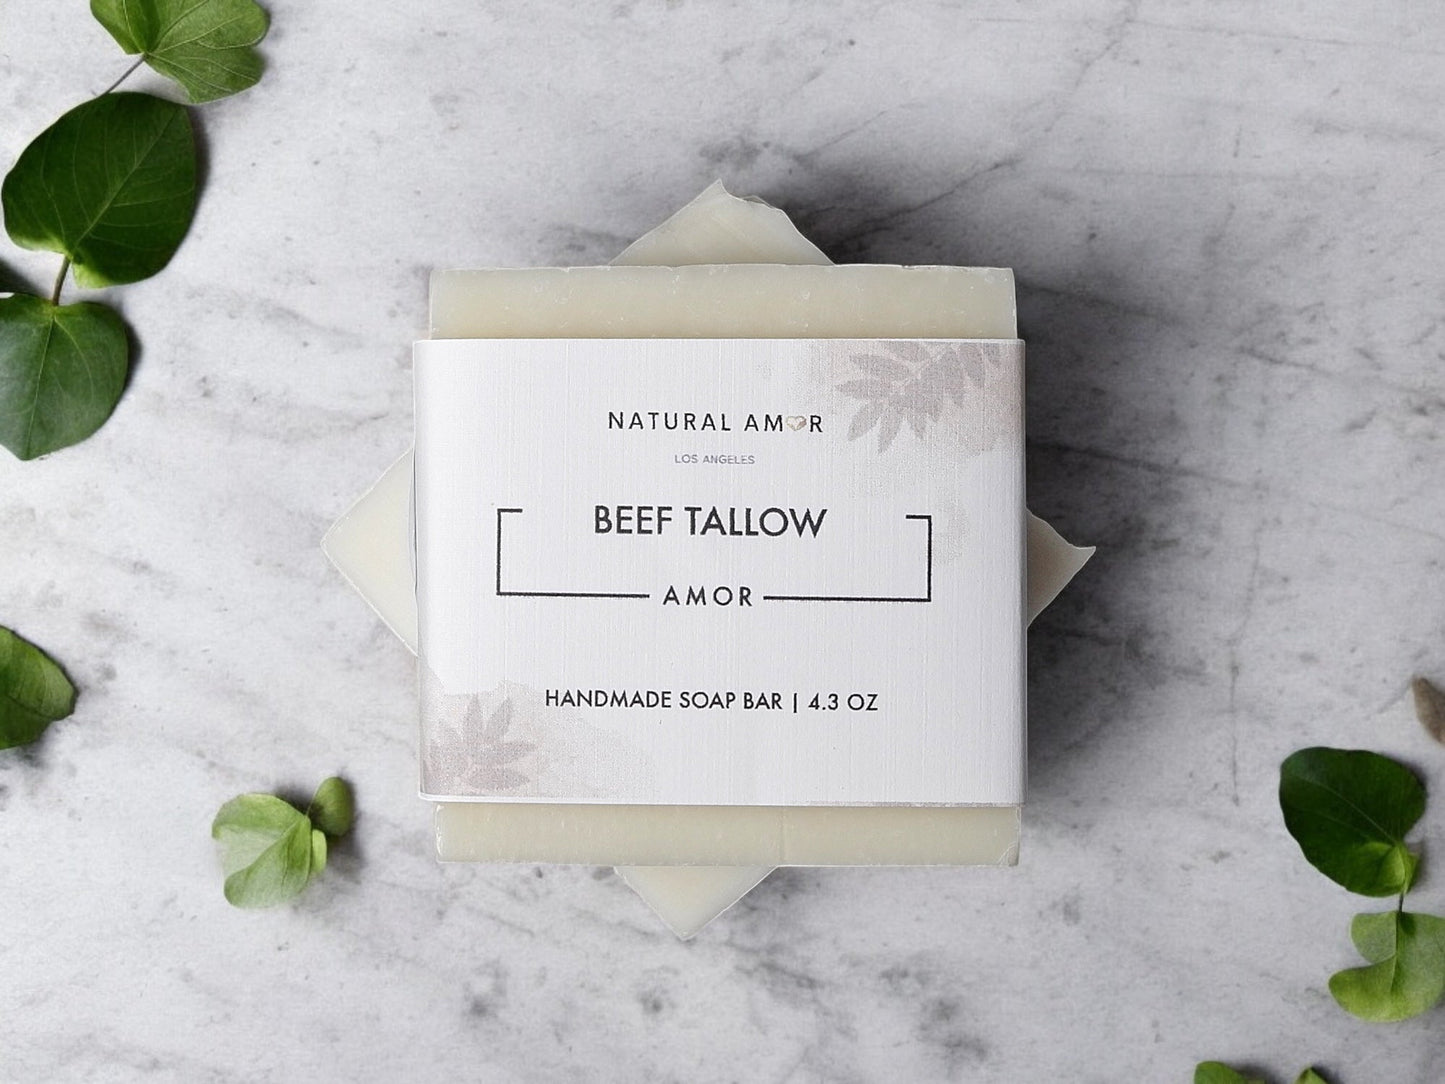 NATURAL AMOR
LOS ANGELES
BEEF TALLOW
AMOR
HANDMADE SOAP BAR | 4.3 OZ